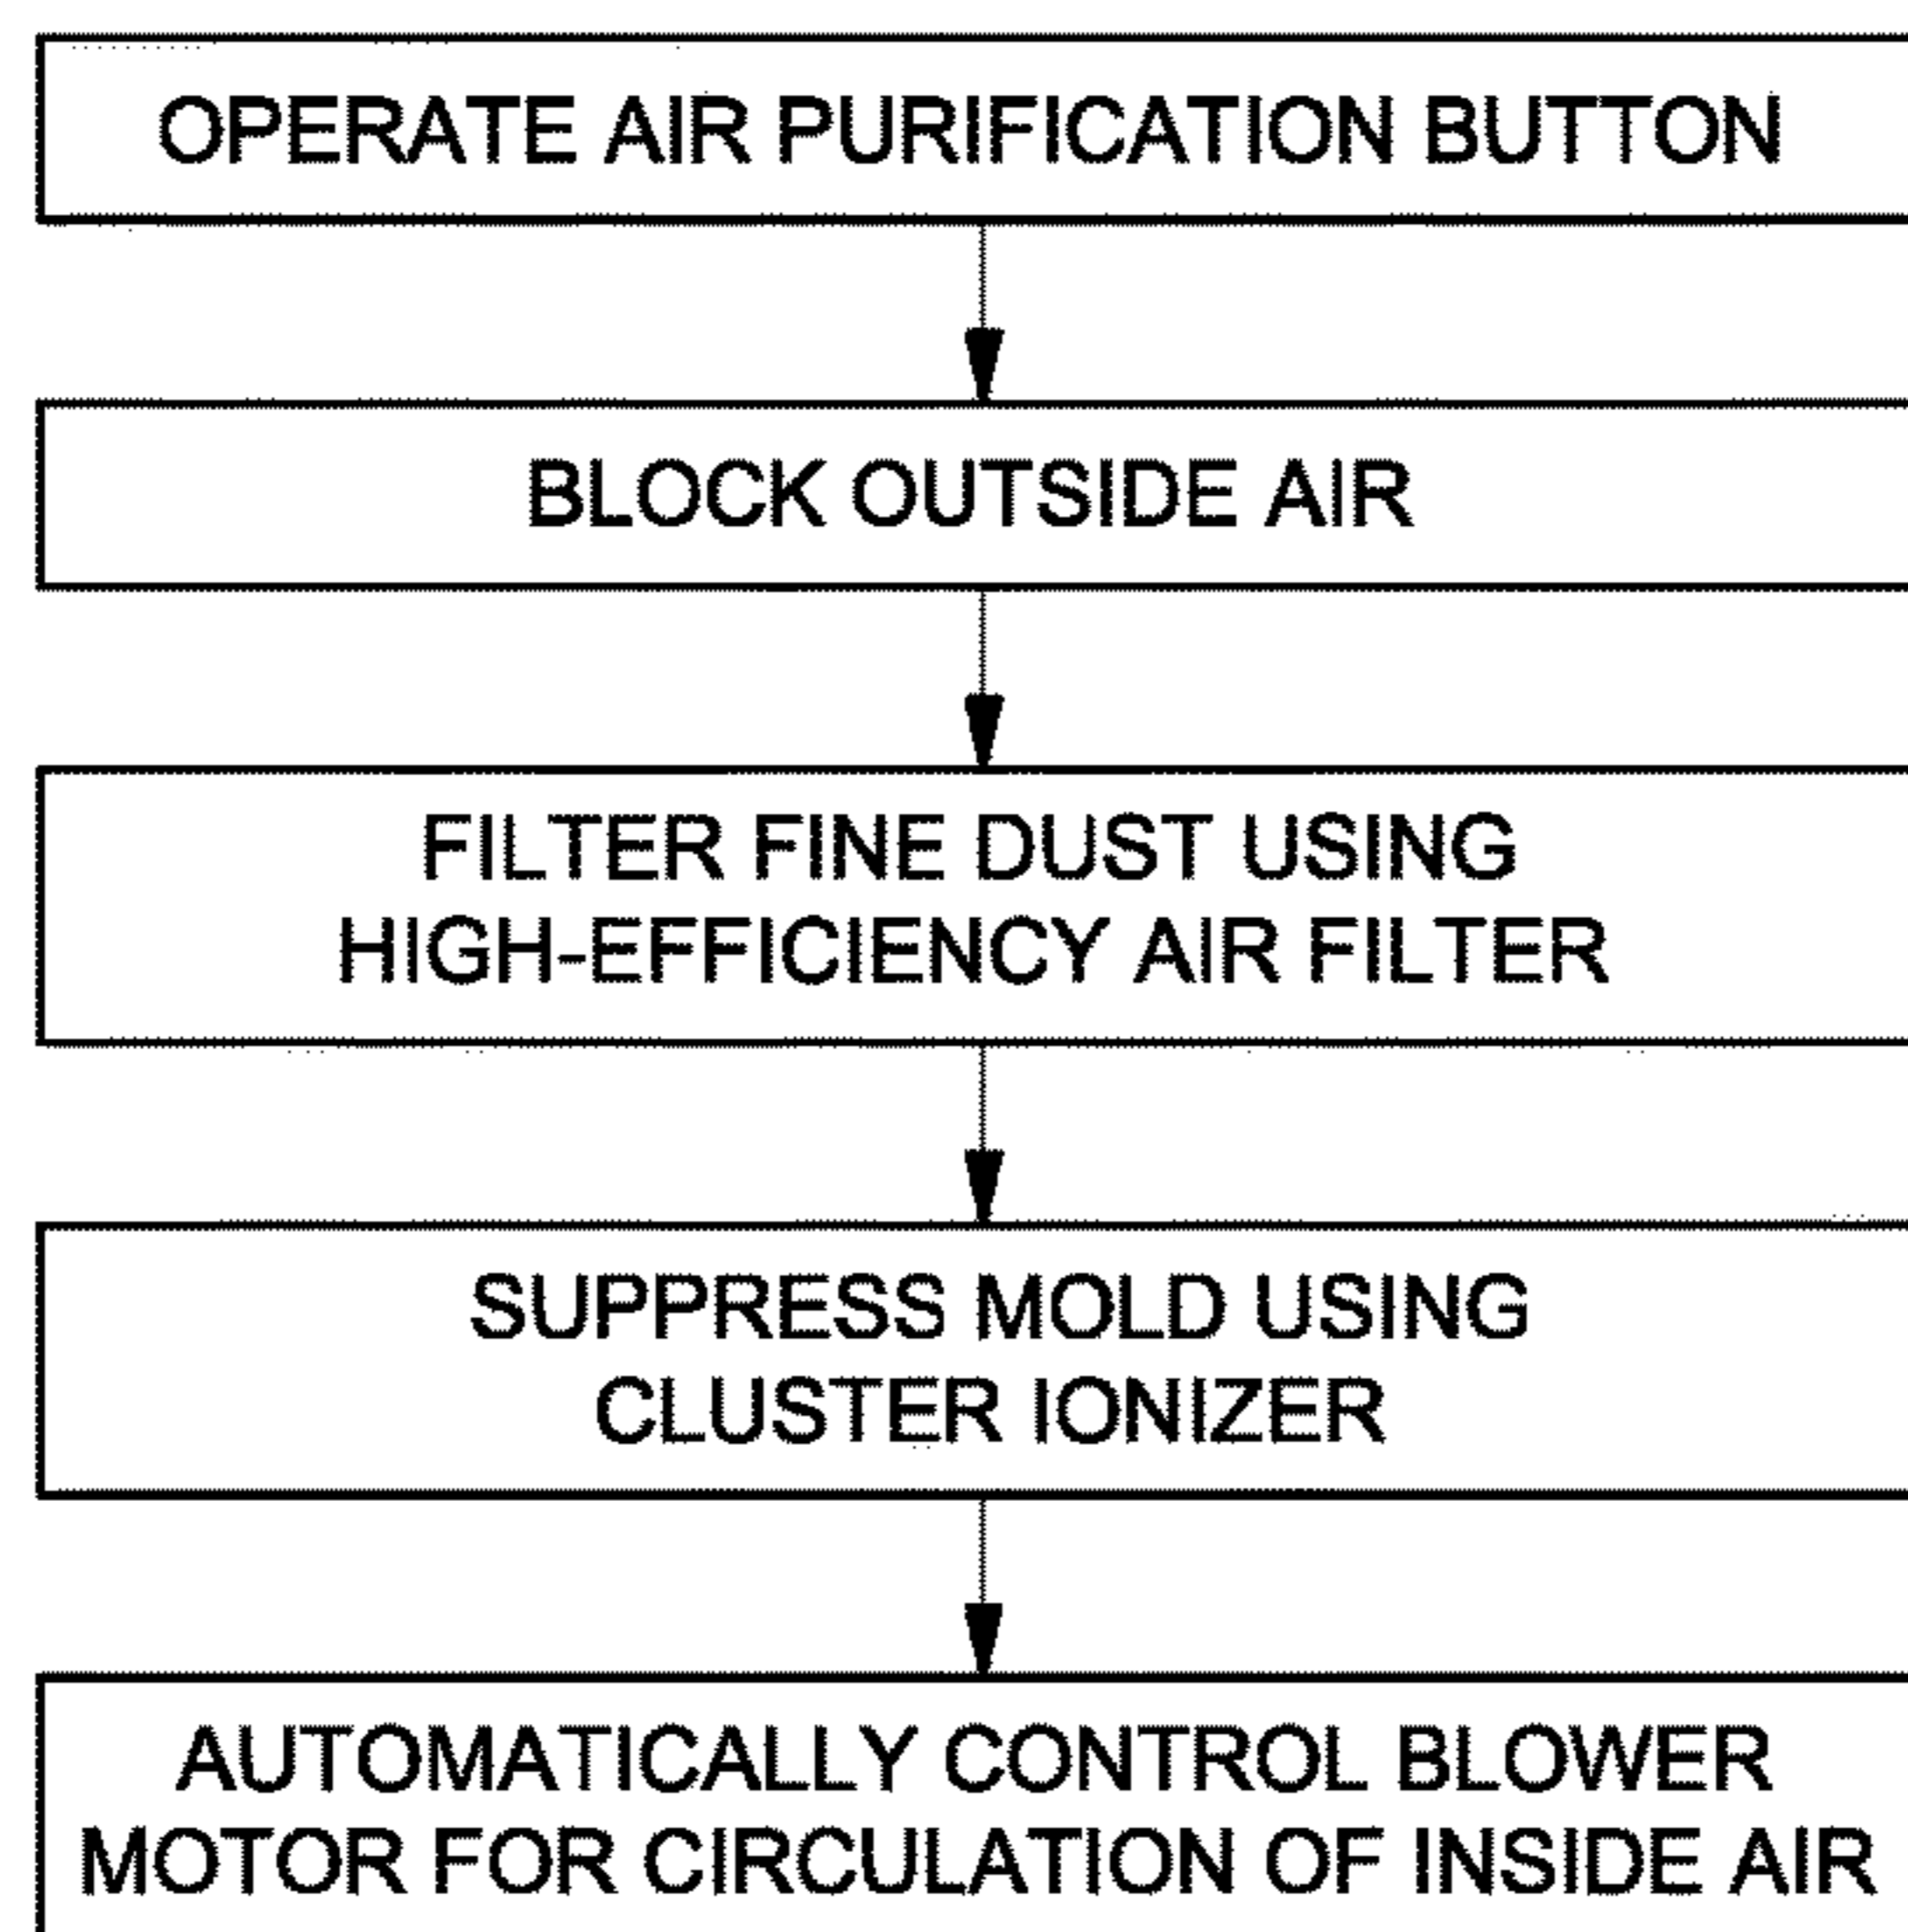 OPERATE AIR PURIFICATION BUTTON
BLOCK OUTSIDE AIR
FILTER FINE DUST USING
HIGH-EFFICIENCY AIR FILTER
SUPPRESS MOLD USING
CLUSTER IONIZER
AUTOMATICALLY CONTROL BLOWER
MOTOR FOR CIRCULATION OF INSIDE AIR